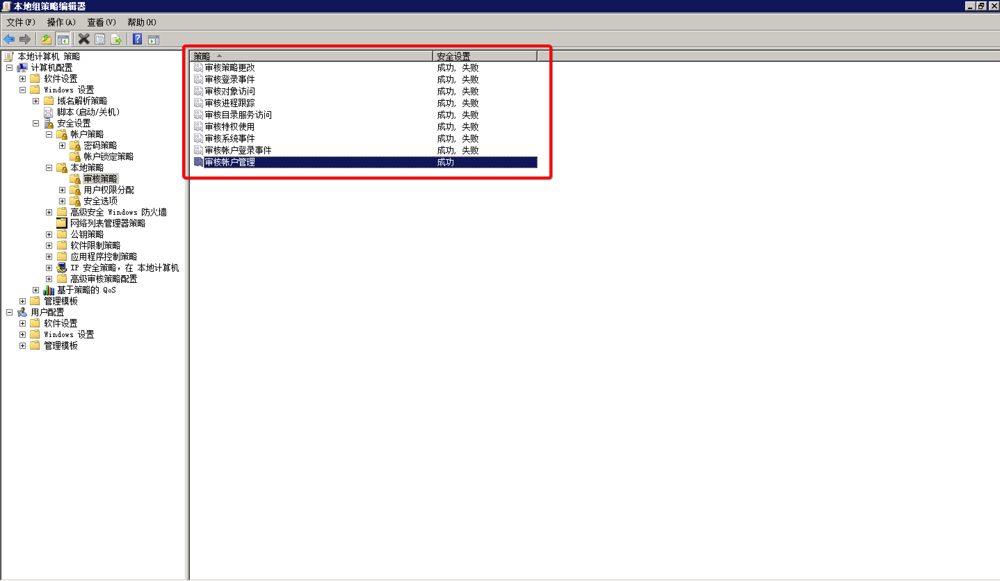 本地组策略编辑器
文件(F) 操作(A) 查看(V) 帮助(H)
本地计算机 策略
计算机配置
软件设置
Windows 设置
域名解析策略
脚本(启动/关机)
安全设置
帐户策略
密码策略
帐户锁定策略
本地策略
审核策略
用户权限分配
安全选项
高级安全 Windows 防火墙
网络列表管理器策略
公钥策略
软件限制策略
应用程序控制策略
IP 安全策略，在 本地计算机
高级审核策略配置
基于策略的 QoS
管理模板
用户配置
软件设置
Windows 设置
管理模板
策略 安全设置
审核策略更改 成功, 失败
审核登录事件 成功, 失败
审核对象访问 成功, 失败
审核进程跟踪 成功, 失败
审核目录服务访问 成功, 失败
审核特权使用 成功, 失败
审核系统事件 成功, 失败
审核帐户登录事件 成功, 失败
审核帐户管理 成功